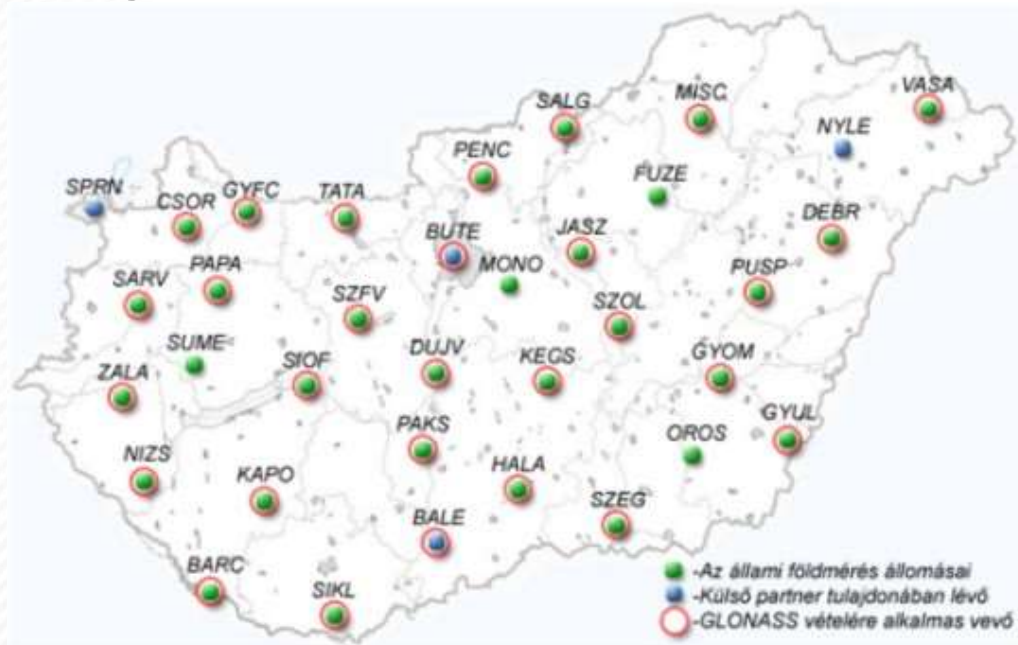 VASA
SALG
MISC
NYLE
PENC
FUZE
SPRN
CSOR
GYFC
TATA
DEBR
BUTE
JASZ
MONO
PUSP
SARV
PAPA
SZFV
SZOL
SUME
SIOF
DUJV
KECS
GYOM
ZALA
GYUL
PAKS
OROS
NIZS
KAPO
HALA
SZEG
BALE
BARC
SIKL
-Az állami földmérés állomásai
-Külső partner tulajdonában lévő
-GLONASS vételére alkalmas vevő